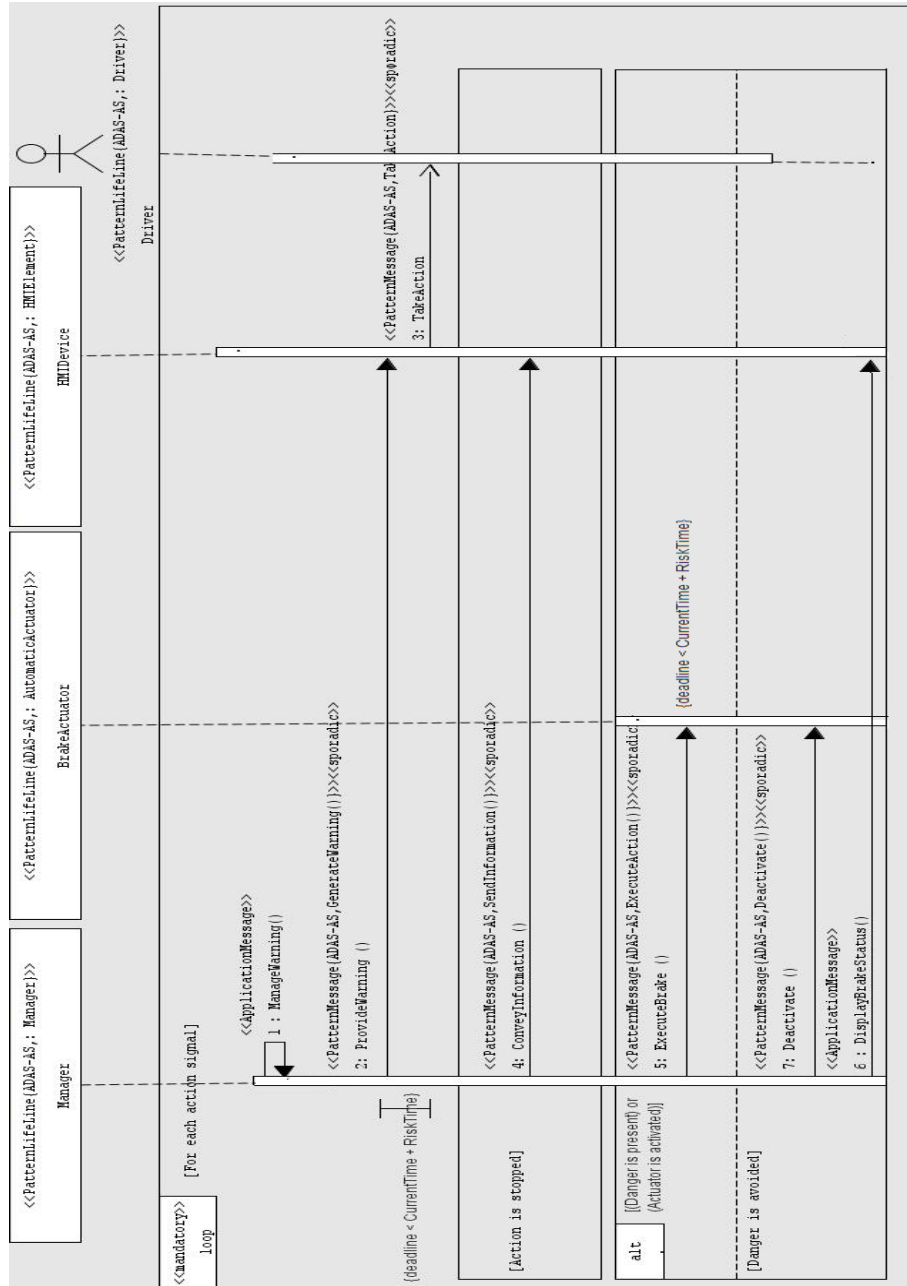 <<PatternLifeLine{ADAS-AS,: Manager}>>
Manager
<<PatternLifeLine{ADAS-AS,: AutomaticActuator}>>
BrakeActuator
<<PatternLifeLine{ADAS-AS,: HMIElement}>>
HMIDevice
<<PatternLifeLine{ADAS-AS,: Driver}>>
Driver
<<mandatory>>
loop
[For each action signal]
<<ApplicationMessage>>
1 : ManageWarning()
<<PatternMessage{ADAS-AS,GenerateWarning()}>><<sporadic>>
2: ProvideWarning ()
{deadline < CurrentTime + RiskTime}
<<PatternMessage{ADAS-AS,TakeAction}>><<sporadic>>
3: TakeAction
[Action is stopped]
<<PatternMessage{ADAS-AS,SendInformation()}>><<sporadic>>
4: ConveyInformation ()
alt
[(Danger is present) or
(Actuator is activated)]
<<PatternMessage{ADAS-AS,ExecuteAction()}>><<sporadic
5: ExecuteBrake ()
{deadline < CurrentTime + RiskTime}
[Danger is avoided]
<<PatternMessage{ADAS-AS,Deactivate()}>><<sporadic>>
7: Deactivate ()
<<ApplicationMessage>>
6 : DisplayBrakeStatus()